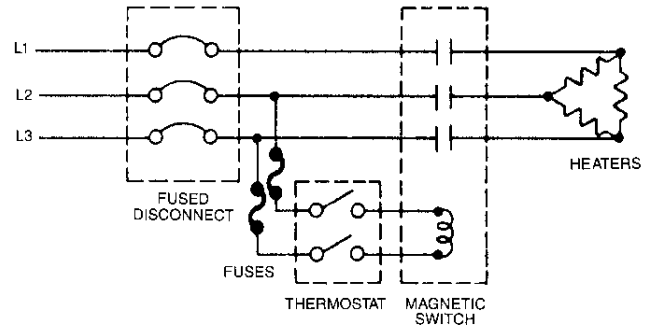 L1
L2
L3
FUSED
DISCONNECT
HEATERS
FUSES
THERMOSTAT
MAGNETIC
SWITCH